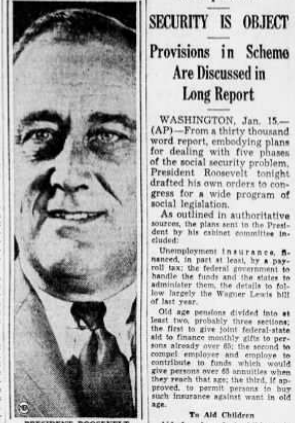 SECURITY IS OBJECT
Provisions in Scheme
Are Discussed in
Long Report
WASHINGTON, Jan. 15.—
(AP)—From a thirty thousand
word report, embodying plans
for dealing with five phases
of the social security problem,
President Roosevelt tonight
drafted his own orders to con-
gress for a wide program of
social legislation.
As outlined in authoritative
sources, the plans sent to the Presi-
dent by his cabinet committee in-
cluded:
Unemployment insurance, fi-
nanced, in part at least, by a pay-
roll tax; the federal government to
handle the funds and the states to
administer them, the details to fol-
low largely the Wagner Lewis bill
of last year.
Old age pensions divided into at
least two, probably three sections;
the first to give joint federal-state
aid to finance monthly gifts to per-
sons already over 65; the second to
compel employer and employe to
contribute to funds which would
give persons over 65 annuities when
they reach that age; the third, if ap-
proved, to permit persons to buy
such insurance against want in old
age.
To Aid Children
PRESIDENT ROOSEVELT